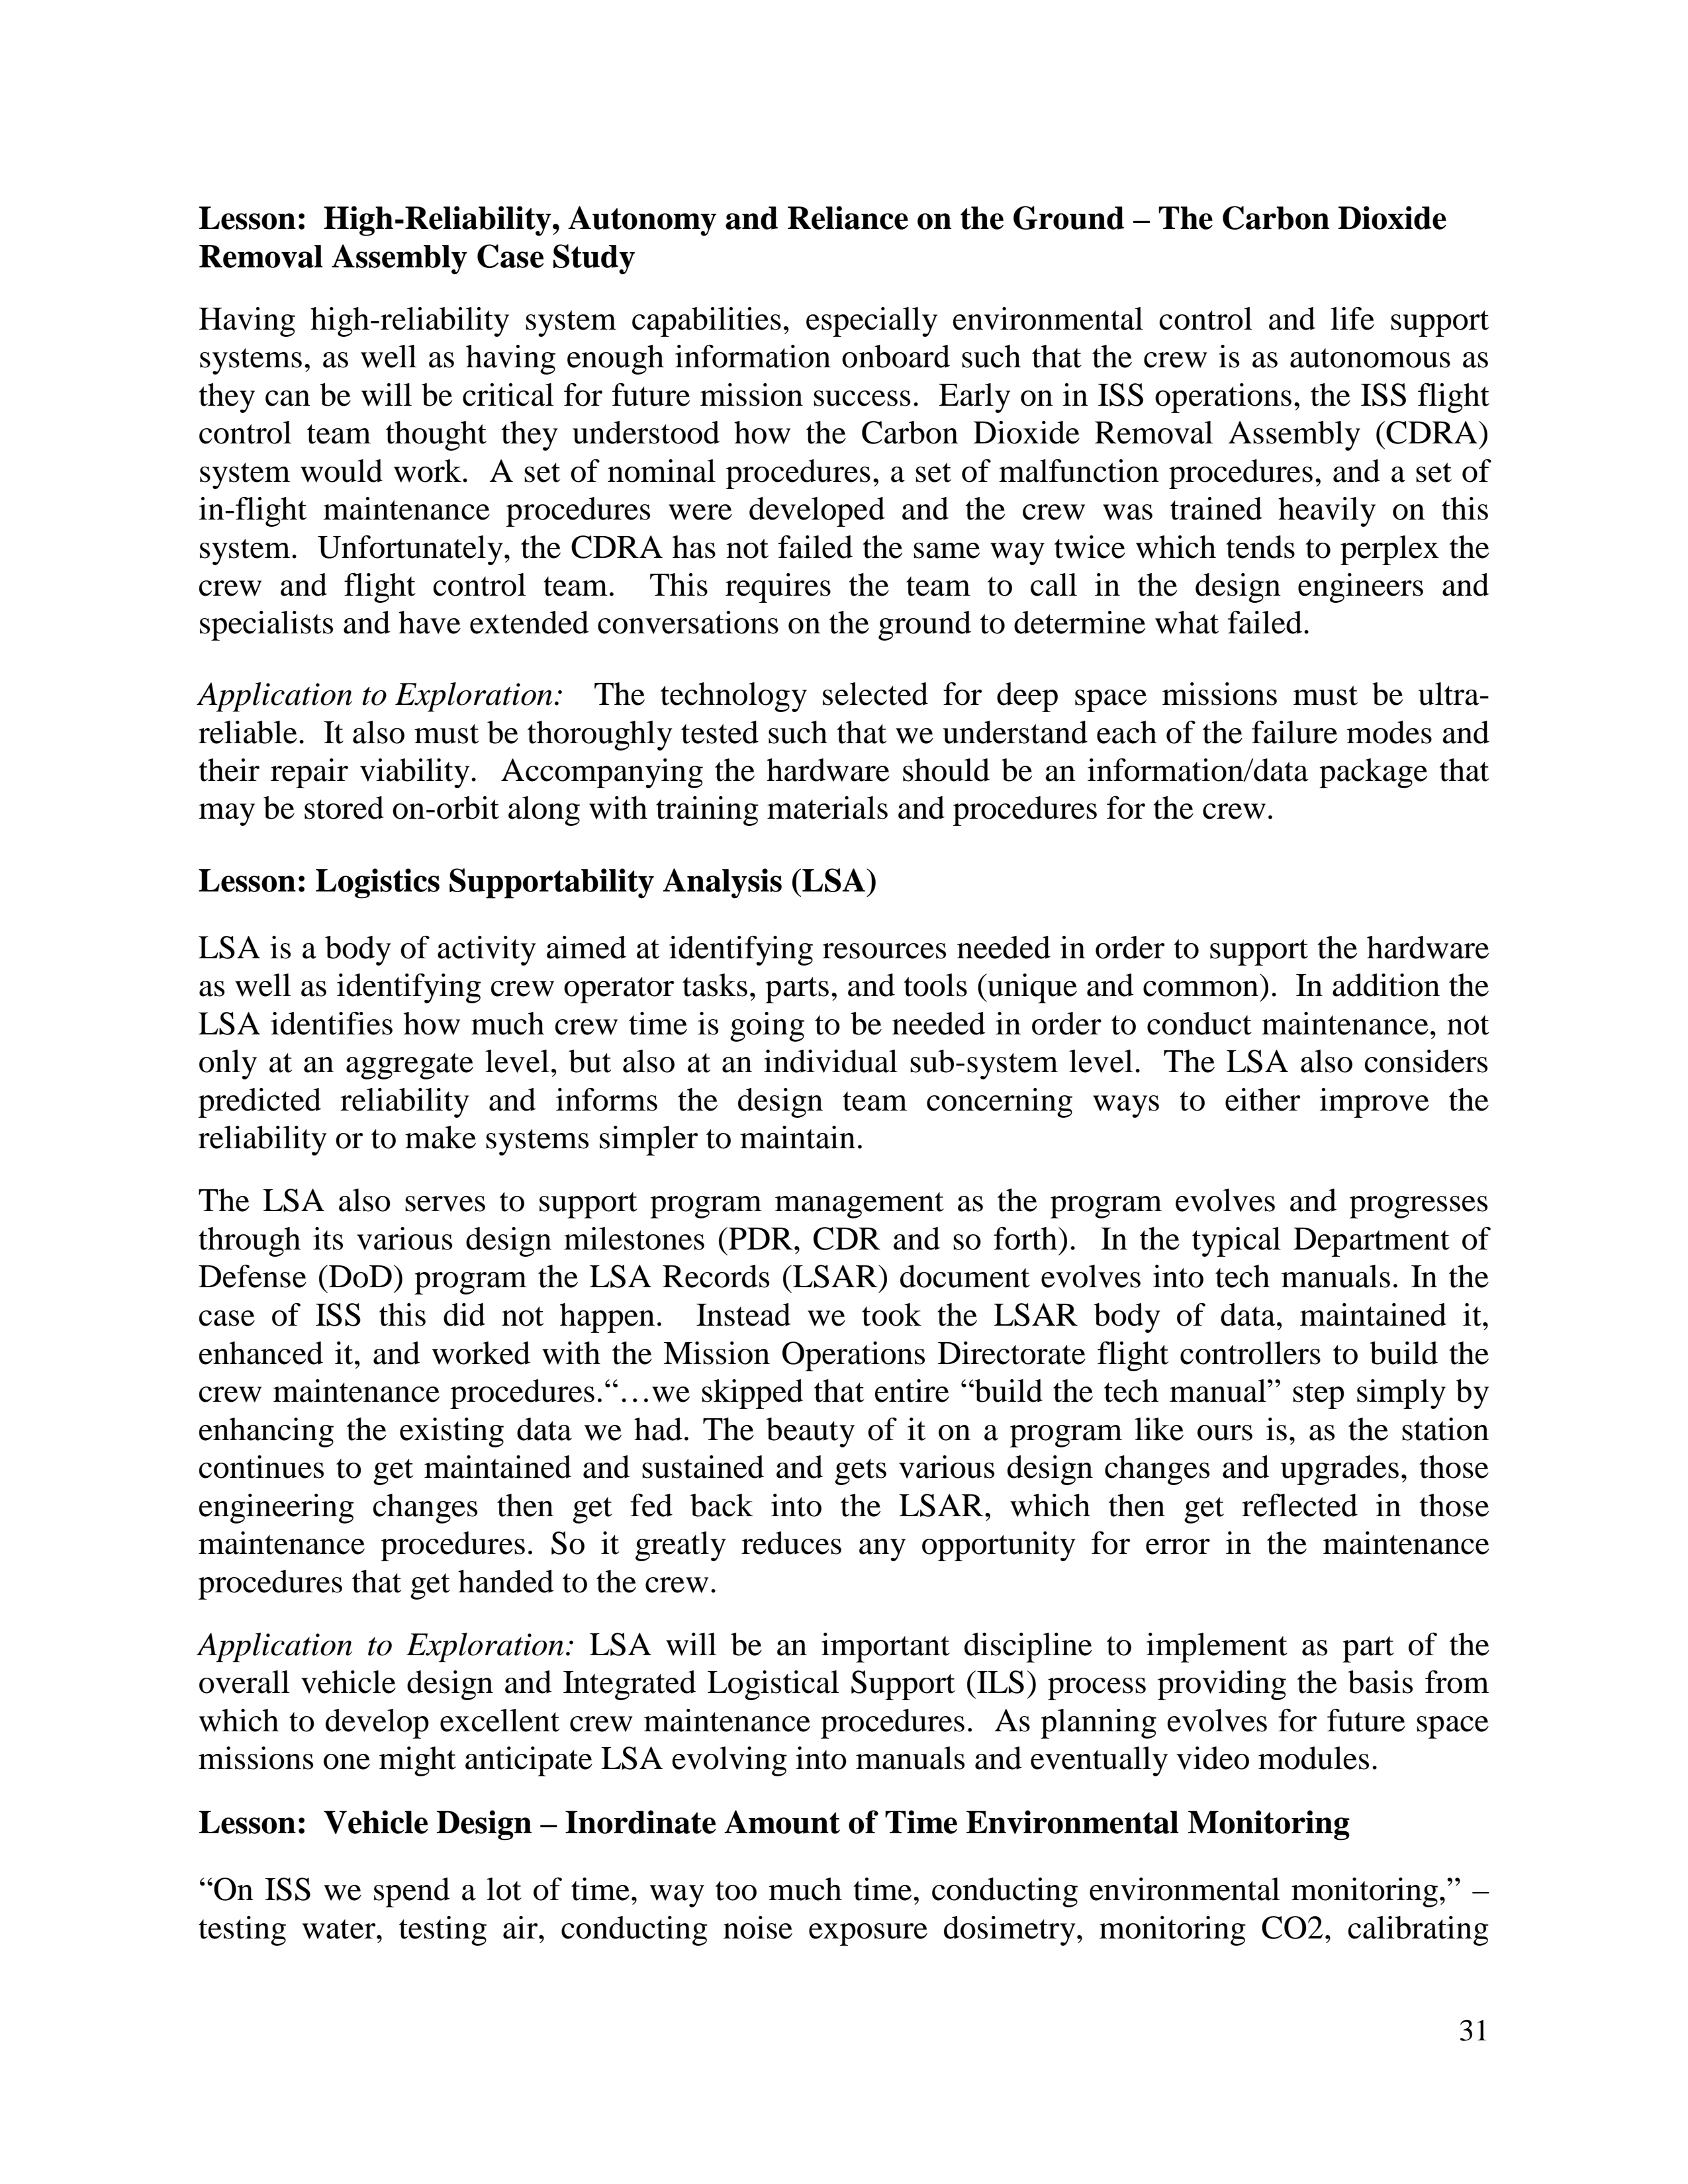 Lesson:  High-Reliability, Autonomy and Reliance on the Ground – The Carbon Dioxide
Removal Assembly Case Study
Having high-reliability system capabilities, especially environmental control and life support
systems, as well as having enough information onboard such that the crew is as autonomous as
they can be will be critical for future mission success.  Early on in ISS operations, the ISS flight
control team thought they understood how the Carbon Dioxide Removal Assembly (CDRA)
system would work.  A set of nominal procedures, a set of malfunction procedures, and a set of
in-flight maintenance procedures were developed and the crew was trained heavily on this
system.  Unfortunately, the CDRA has not failed the same way twice which tends to perplex the
crew and flight control team.  This requires the team to call in the design engineers and
specialists and have extended conversations on the ground to determine what failed.
Application to Exploration:  The technology selected for deep space missions must be ultra-
reliable.  It also must be thoroughly tested such that we understand each of the failure modes and
their repair viability.  Accompanying the hardware should be an information/data package that
may be stored on-orbit along with training materials and procedures for the crew.
Lesson: Logistics Supportability Analysis (LSA)
LSA is a body of activity aimed at identifying resources needed in order to support the hardware
as well as identifying crew operator tasks, parts, and tools (unique and common).  In addition the
LSA identifies how much crew time is going to be needed in order to conduct maintenance, not
only at an aggregate level, but also at an individual sub-system level.  The LSA also considers
predicted reliability and informs the design team concerning ways to either improve the
reliability or to make systems simpler to maintain.
The LSA also serves to support program management as the program evolves and progresses
through its various design milestones (PDR, CDR and so forth).  In the typical Department of
Defense (DoD) program the LSA Records (LSAR) document evolves into tech manuals. In the
case of ISS this did not happen.  Instead we took the LSAR body of data, maintained it,
enhanced it, and worked with the Mission Operations Directorate flight controllers to build the
crew maintenance procedures.“…we skipped that entire “build the tech manual” step simply by
enhancing the existing data we had. The beauty of it on a program like ours is, as the station
continues to get maintained and sustained and gets various design changes and upgrades, those
engineering changes then get fed back into the LSAR, which then get reflected in those
maintenance procedures. So it greatly reduces any opportunity for error in the maintenance
procedures that get handed to the crew.
Application to Exploration: LSA will be an important discipline to implement as part of the
overall vehicle design and Integrated Logistical Support (ILS) process providing the basis from
which to develop excellent crew maintenance procedures.  As planning evolves for future space
missions one might anticipate LSA evolving into manuals and eventually video modules.
Lesson:  Vehicle Design – Inordinate Amount of Time Environmental Monitoring
“On ISS we spend a lot of time, way too much time, conducting environmental monitoring,” –
testing water, testing air, conducting noise exposure dosimetry, monitoring CO2, calibrating
31